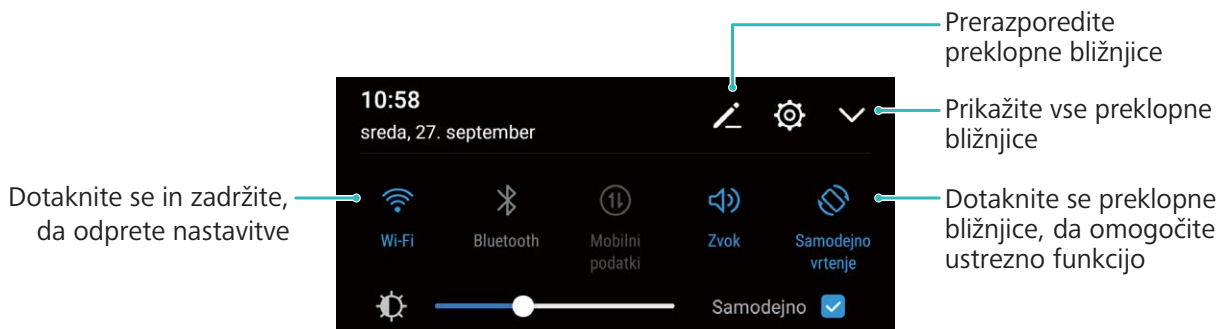 Prerazporedite
preklopne bližnjice
10:58
sreda, 27. september
Prikažite vse preklopne
bližnjice
Dotaknite se in zadržite,
da odprete nastavitve
Wi-Fi
Bluetooth
Mobilni
podatki
Zvok
Samodejno
vrtenje
Dotaknite se preklopne
bližnjice, da omogočite
ustrezno funkcijo
Samodejno